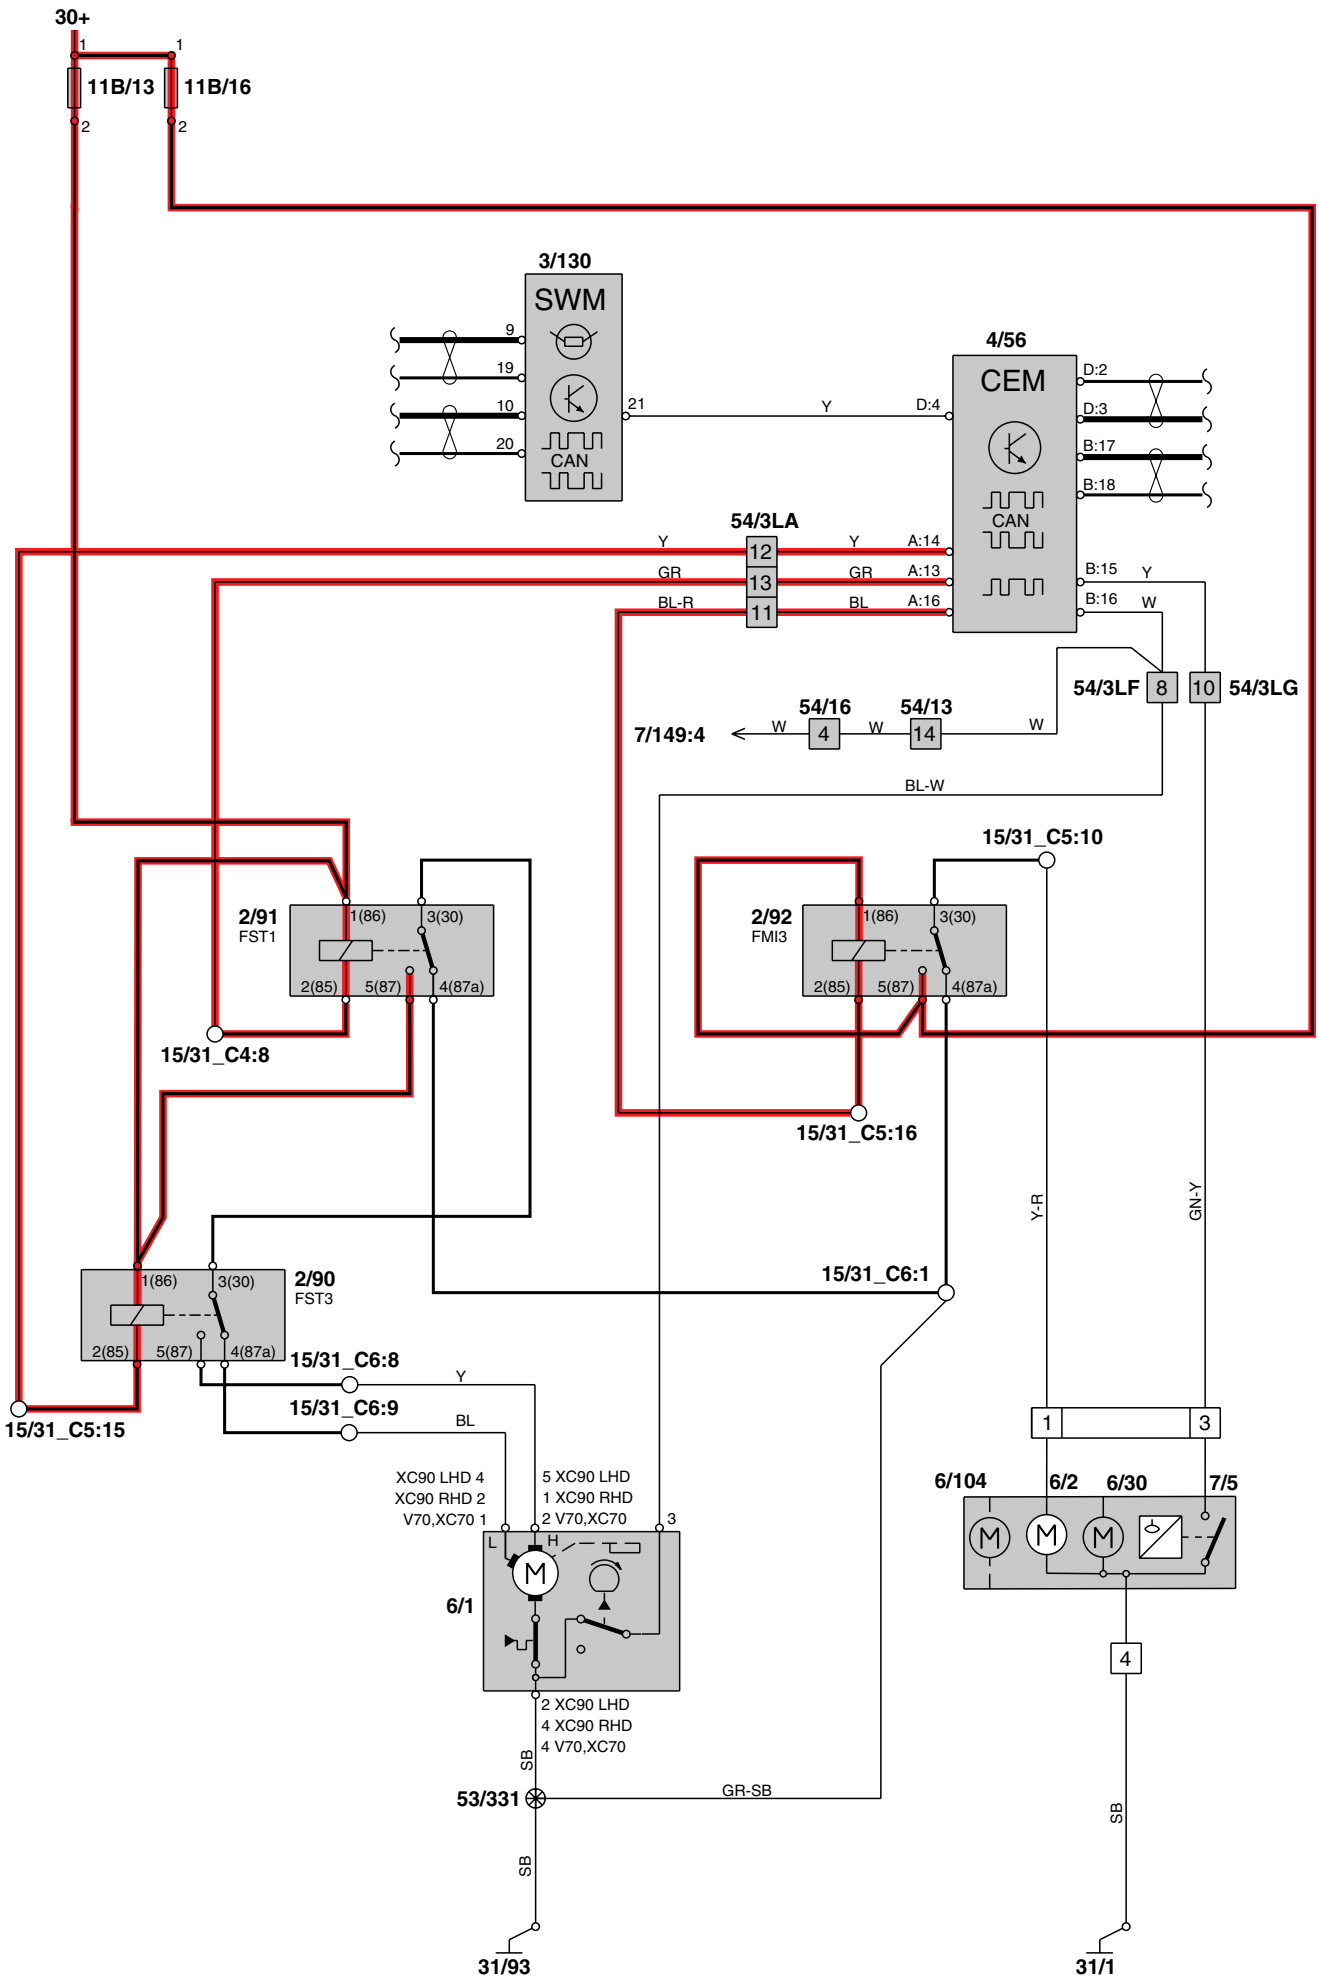 30+
1
1
11B/13
11B/16
2
2
3/130
SWM
9
19
10
20
CAN
21
Y
D:4
4/56
CEM
D:2
D:3
B:17
B:18
CAN
54/3LA
Y
12
Y
A:14
GR
13
GR
A:13
BL-R
11
BL
A:16
B:15
Y
B:16
W
54/3LF
8
10
54/3LG
54/16
54/13
7/149:4
W
4
W
14
W
BL-W
15/31_C5:10
2/91
FST1
1(86)
3(30)
2(85)
5(87)
4(87a)
2/92
FMI3
1(86)
3(30)
2(85)
5(87)
4(87a)
15/31_C4:8
15/31_C5:16
Y-R
GN-Y
15/31_C6:1
2/90
FST3
1(86)
3(30)
2(85)
5(87)
4(87a)
15/31_C6:8
Y
15/31_C6:9
BL
15/31_C5:15
1
3
XC90 LHD 4
XC90 RHD 2
V70,XC70 1
5 XC90 LHD
1 XC90 RHD
2 V70,XC70
3
6/104
6/2
6/30
7/5
L
H
M
6/1
M
M
M
4
2 XC90 LHD
4 XC90 RHD
4 V70,XC70
SB
53/331
GR-SB
SB
SB
31/93
31/1